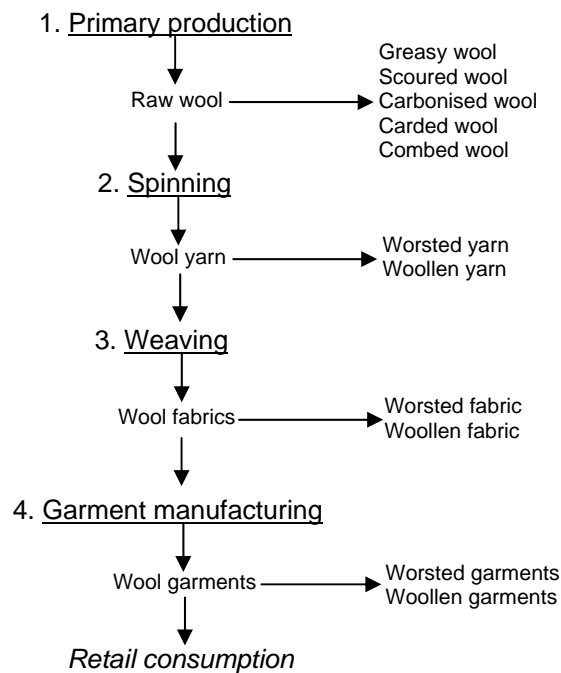 1. Primary production
Greasy wool
Scoured wool
Raw wool
Carbonised wool
Carded wool
Combed wool
2. Spinning
Wool yarn
Worsted yarn
Woollen yarn
3. Weaving
Wool fabrics
Worsted fabric
Woollen fabric
4. Garment manufacturing
Wool garments
Worsted garments
Woollen garments
Retail consumption